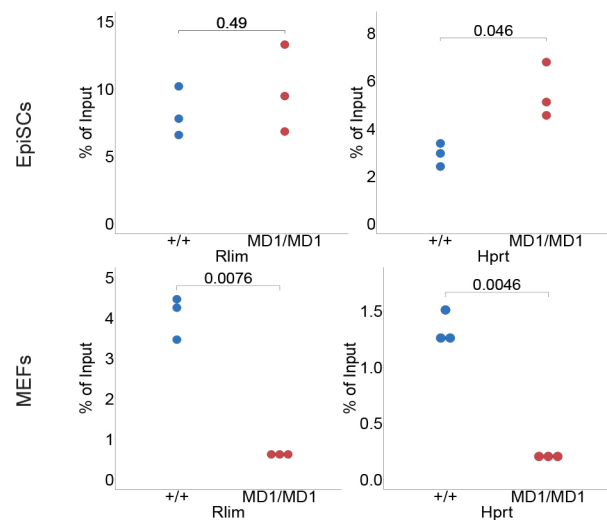 EpiSCs
% of Input
15
10
5
0
0.49
+/+ MD1/MD1
Rlim
% of Input
8
6
4
2
0
0.046
+/+ MD1/MD1
Hprt
MEFs
% of Input
5
4
3
2
1
0
0.0076
+/+ MD1/MD1
Rlim
% of Input
1.5
1.0
0.5
0.0
0.0046
+/+ MD1/MD1
Hprt